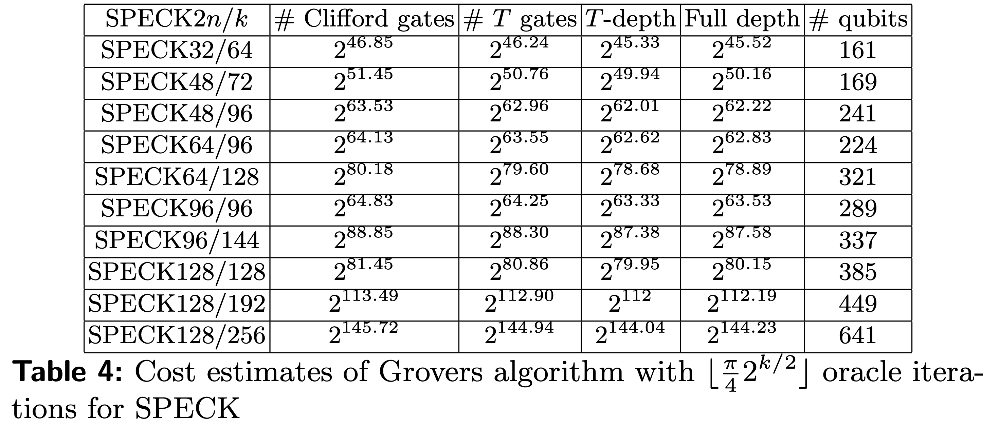 SPECK2n/k # Clifford gates # T gates T-depth Full depth # qubits
SPECK32/64 2^46.85 2^46.24 2^45.33 2^45.52 161
SPECK48/72 2^51.45 2^50.76 2^49.94 2^50.16 169
SPECK48/96 2^63.53 2^62.96 2^62.01 2^62.22 241
SPECK64/96 2^64.13 2^63.55 2^62.62 2^62.83 224
SPECK64/128 2^80.18 2^79.60 2^78.68 2^78.89 321
SPECK96/96 2^64.83 2^64.25 2^63.33 2^63.53 289
SPECK96/144 2^88.85 2^88.30 2^87.38 2^87.58 337
SPECK128/128 2^81.45 2^80.86 2^79.95 2^80.15 385
SPECK128/192 2^113.49 2^112.90 2^112 2^112.19 449
SPECK128/256 2^145.72 2^144.94 2^144.04 2^144.23 641
Table 4: Cost estimates of Grovers algorithm with ⌊π/4 2^k/2⌋ oracle itera-
tions for SPECK